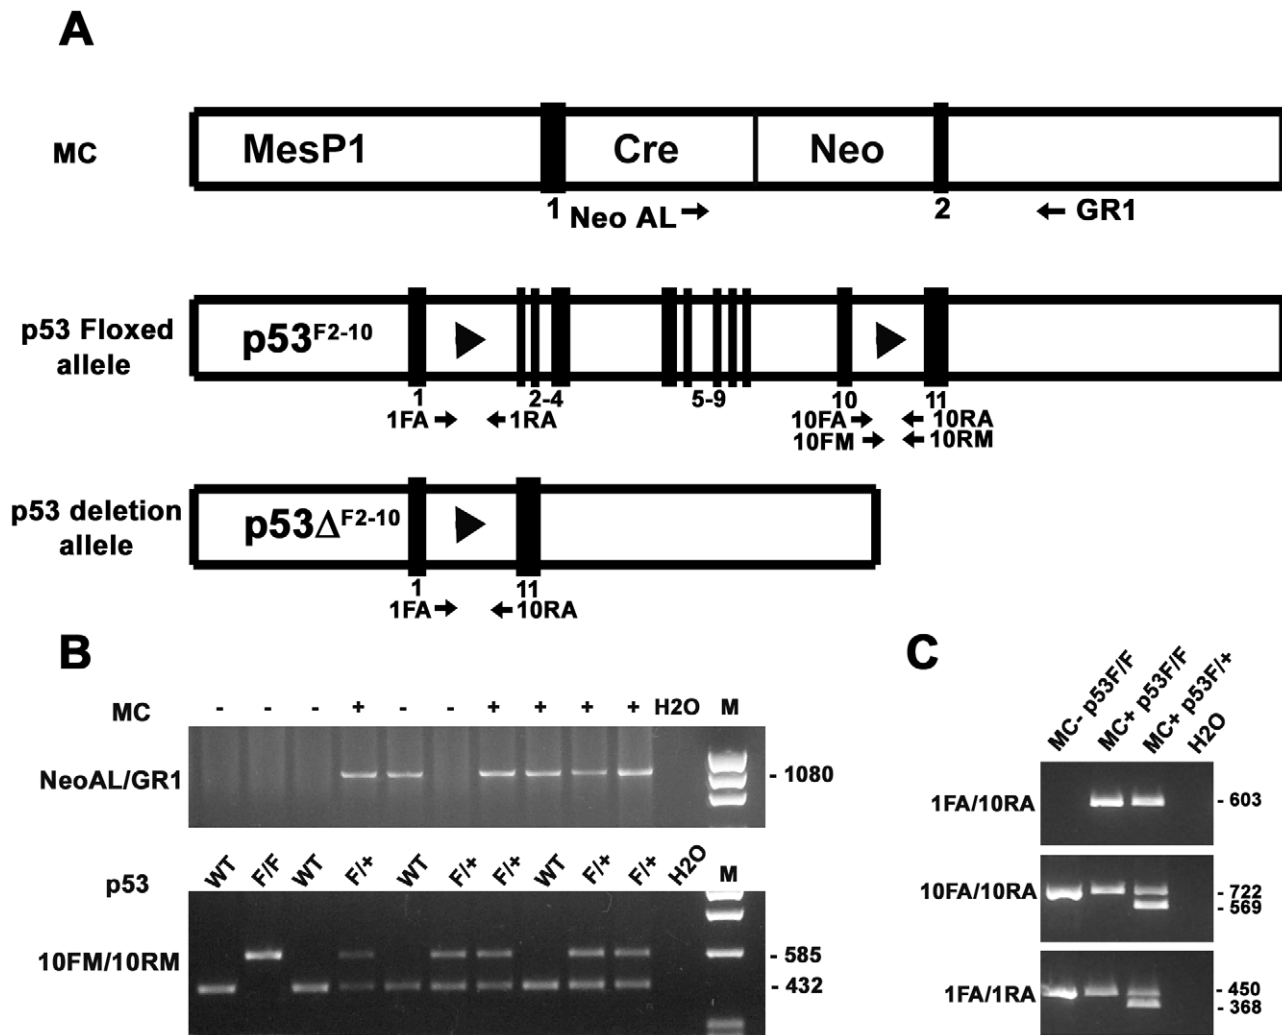 A
MC
MesP1 Cre Neo
1 Neo AL 2 GR1
p53 Floxed
allele
p53F2-10
1 2-4 5-9 10 11
1FA 1RA 10FA 10RA
10FM 10RM
p53 deletion
allele
p53ΔF2-10
1 11
1FA 10RA
B
MC - - - + - - + + + + H2O M
NeoAL/GR1 - 1080
p53 WT F/F WT F/+ WT F/+ F/+ WT F/+ F/+ H2O M
10FM/10RM - 585
- 432
C
MC- p53F/F MC+ p53F/F MC+ p53F/+ H2O
1FA/10RA - 603
10FA/10RA - 722
- 569
1FA/1RA - 450
- 368